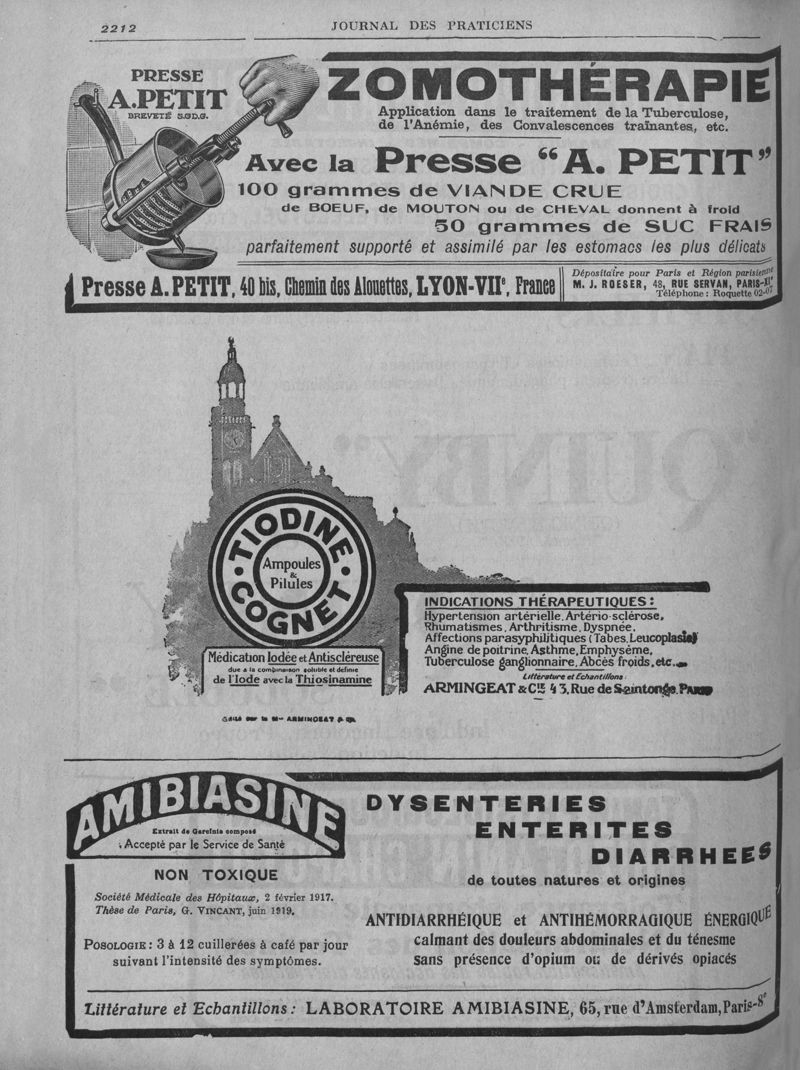 2212
JOURNAL DES PRATICIENS
PRESSE
A.PETIT
BREVETÉ S.G.D.G.
ZOMOTHÉRAPIE
Application dans le traitement de la Tuberculose,
de l'Anémie, des Convalescences traînantes, etc.
Avec la Presse “A. PETIT”
100 grammes de VIANDE CRUE
de BOEUF, de MOUTON ou de CHEVAL donnent à froid
50 grammes de SUC FRAIS
parfaitement supporté et assimilé par les estomacs les plus délicats
Presse A. PETIT, 40 bis, Chemin des Alouettes, LYON-VIIe, France
Dépositaire pour Paris et Région parisienne
M. J. ROESER, 48, RUE SERVAN, PARIS-XIe
Téléphone : Roquette 02-07
TIODINE
Ampoules
&
Pilules
COGNET
Médication Iodée et Antiscléreuse
due à la combinaison soluble et définie
de l'Iode avec la Thiosinamine
INDICATIONS THÉRAPEUTIQUES :
Hypertension artérielle, Artério-sclérose,
Rhumatismes, Arthritisme, Dyspnée,
Affections parasyphilitiques (Tabes, Leucoplasie)
Angine de poitrine, Asthme, Emphysème,
Tuberculose ganglionnaire, Abcès froids, etc.
Littérature et Echantillons :
ARMINGEAT & Cie 43, Rue de Saintonge, Paris
AMIBIASINE
Extrait de Garcinia composé
Accepté par le Service de Santé
NON TOXIQUE
Société Médicale des Hôpitaux, 2 février 1917.
Thèse de Paris, G. VINCANT, juin 1919.
POSOLOGIE : 3 à 12 cuillerées à café par jour
suivant l'intensité des symptômes.
DYSENTERIES
ENTERITES
DIARRHEES
de toutes natures et origines
ANTIDIARRHÉIQUE et ANTIHÉMORRAGIQUE ÉNERGIQUE
calmant des douleurs abdominales et du ténesme
sans présence d'opium ou de dérivés opiacés
Littérature et Echantillons : LABORATOIRE AMIBIASINE, 65, rue d'Amsterdam, Paris-8e